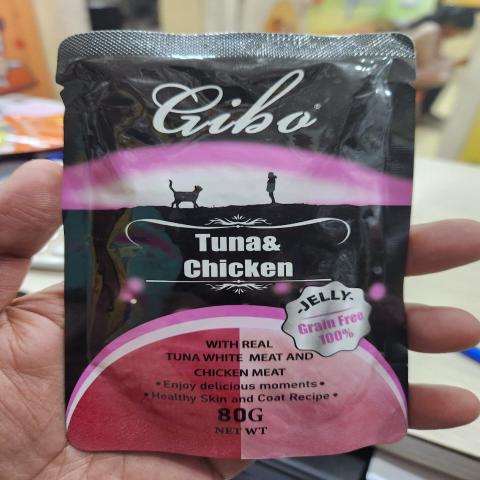 Gibo®
Tuna&
Chicken
-JELLY-
Grain Free
100%
WITH REAL
TUNA WHITE MEAT AND
CHICKEN MEAT
•Enjoy delicious moments•
•Healthy Skin and Coat Recipe•
80G
NET WT